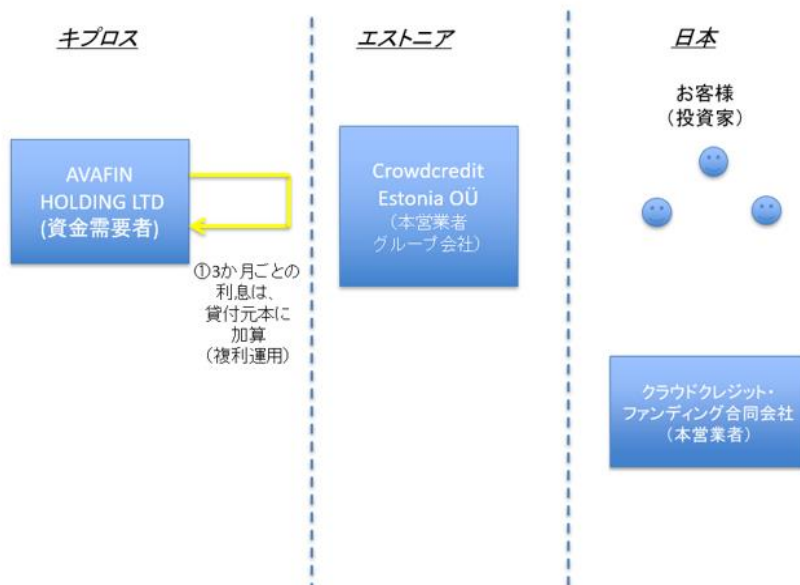 キプロス
エストニア
日本
お客様
（投資家）
AVAFIN
HOLDING LTD
(資金需要者)
Crowdcredit
Estonia OÜ
（本営業者
グループ会社）
①3か月ごとの
利息は、
貸付元本に
加算
（複利運用）
クラウドクレジット・
ファンディング合同会社
（本営業者）